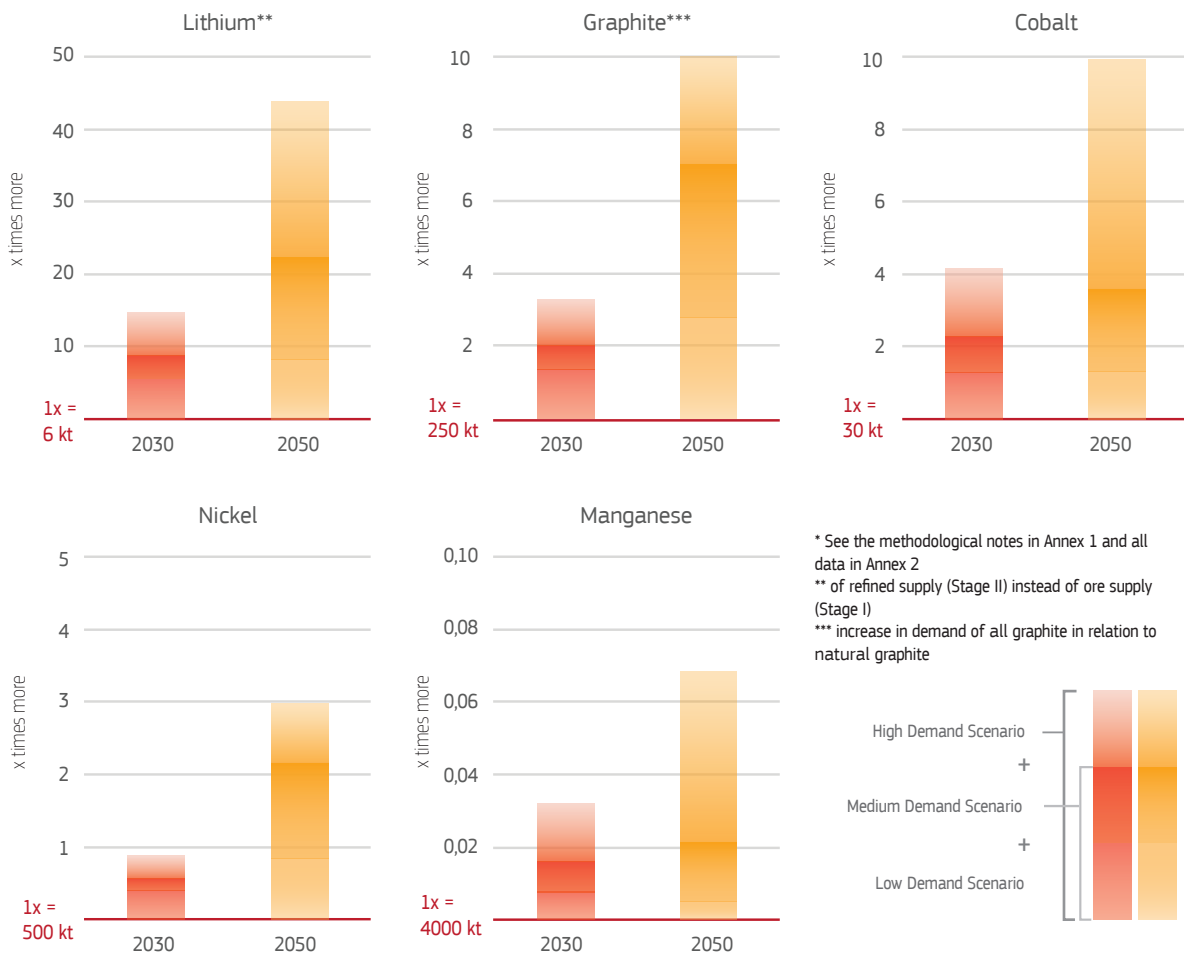 Lithium**
50
40
30
20
10
x times more
1x =
6 kt
2030
2050
Graphite***
10
8
6
4
2
x times more
1x =
250 kt
2030
2050
Cobalt
10
8
6
4
2
x times more
1x =
30 kt
2030
2050
Nickel
5
4
3
2
1
x times more
1x =
500 kt
2030
2050
Manganese
0,10
0,08
0,06
0,04
0,02
x times more
1x =
4000 kt
2030
2050
* See the methodological notes in Annex 1 and all
data in Annex 2
** of refined supply (Stage II) instead of ore supply
(Stage I)
*** increase in demand of all graphite in relation to
natural graphite
High Demand Scenario
+
Medium Demand Scenario
+
Low Demand Scenario